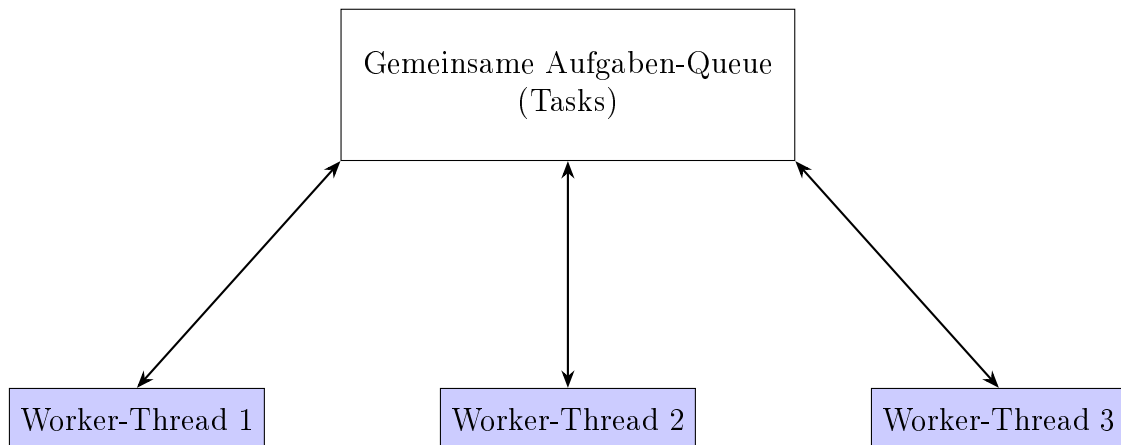 Gemeinsame Aufgaben-Queue
(Tasks)
Worker-Thread 1
Worker-Thread 2
Worker-Thread 3